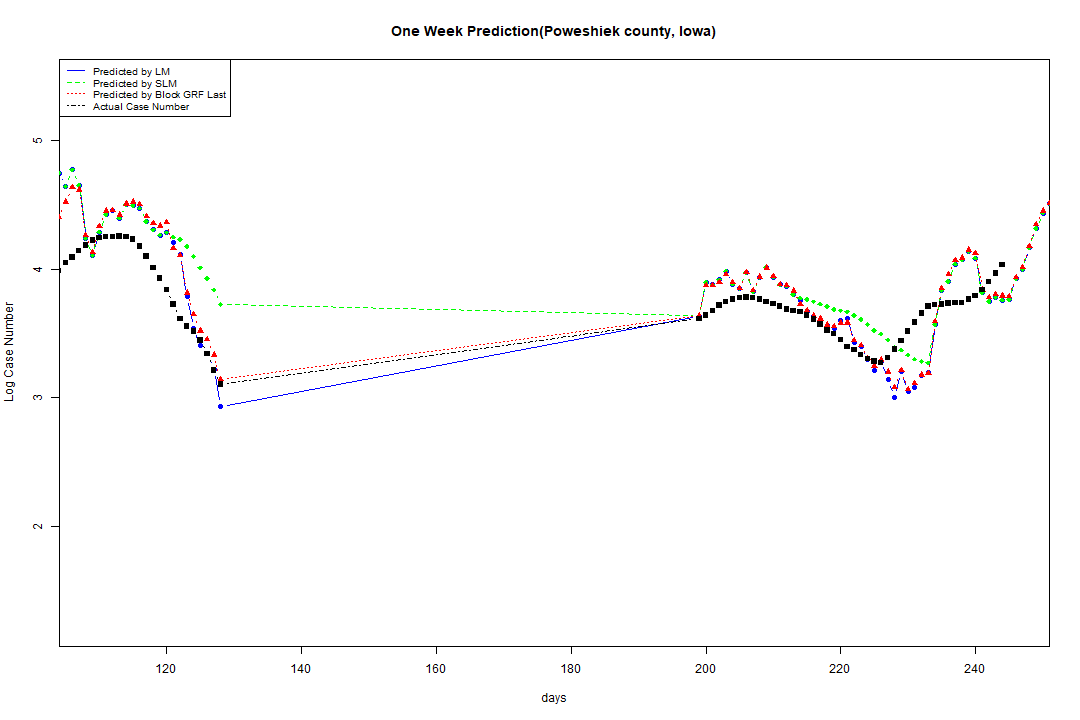 One Week Prediction(Poweshiek county, Iowa)
Predicted by LM
Predicted by SLM
Predicted by Block GRF Last
Actual Case Number
5
4
3
2
Log Case Number
120 140 160 180 200 220 240
days